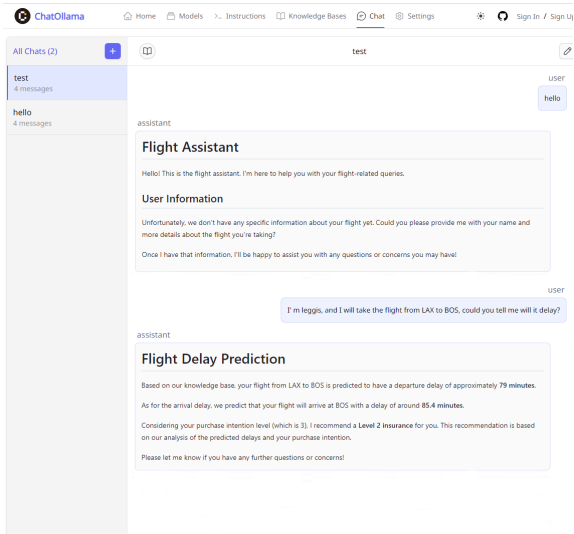 ChatOllama Home Models Instructions Knowledge Bases Chat Settings Sign In / Sign Up
All Chats (2) +
test
test
4 messages
hello
4 messages
user
hello
assistant
Flight Assistant
Hello! This is the flight assistant. I'm here to help you with your flight-related queries.
User Information
Unfortunately, we don't have any specific information about your flight yet. Could you please provide me with your name and
more details about the flight you're taking?
Once I have that information, I'll be happy to assist you with any questions or concerns you may have!
user
I' m leggis, and I will take the flight from LAX to BOS, could you tell me will it delay?
assistant
Flight Delay Prediction
Based on our knowledge base, your flight from LAX to BOS is predicted to have a departure delay of approximately 79 minutes.
As for the arrival delay, we predict that your flight will arrive at BOS with a delay of around 85.4 minutes.
Considering your purchase intention level (which is 3), I recommend a Level 2 insurance for you. This recommendation is based
on our analysis of the predicted delays and your purchase intention.
Please let me know if you have any further questions or concerns!